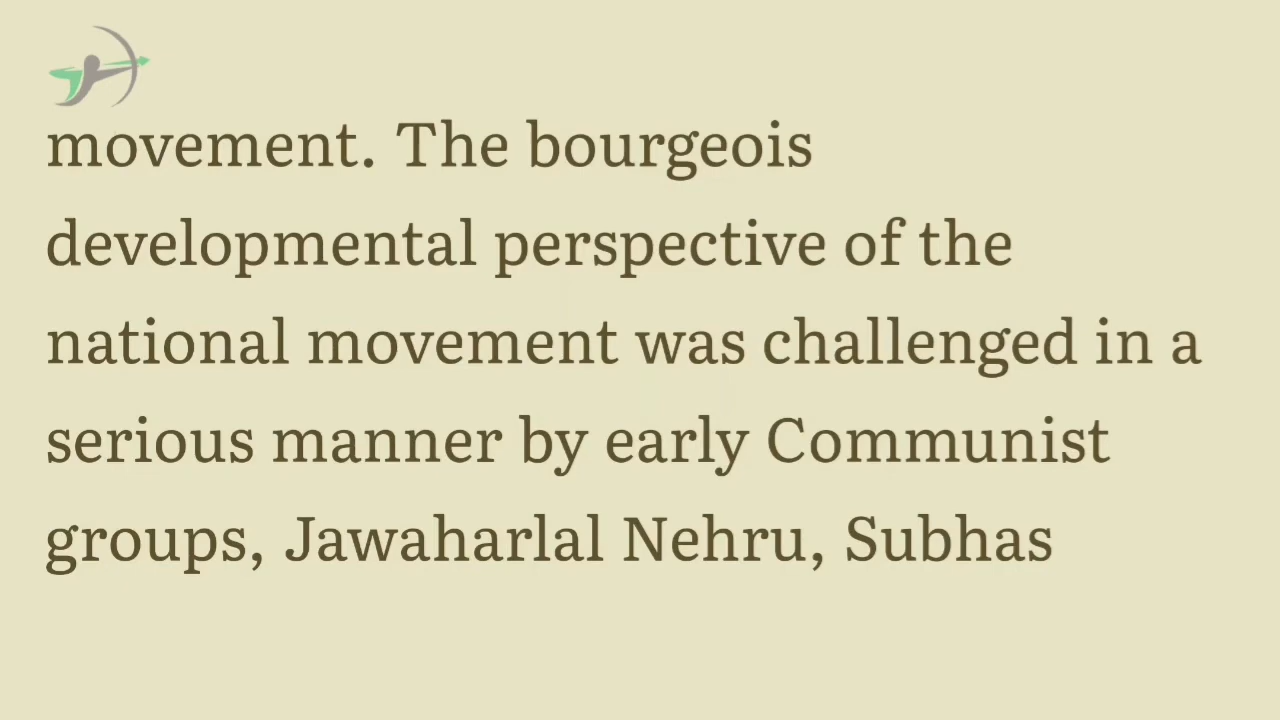 movement. The bourgeois
developmental perspective of the
national movement was challenged in a
serious manner by early Communist
groups, Jawaharlal Nehru, Subhas